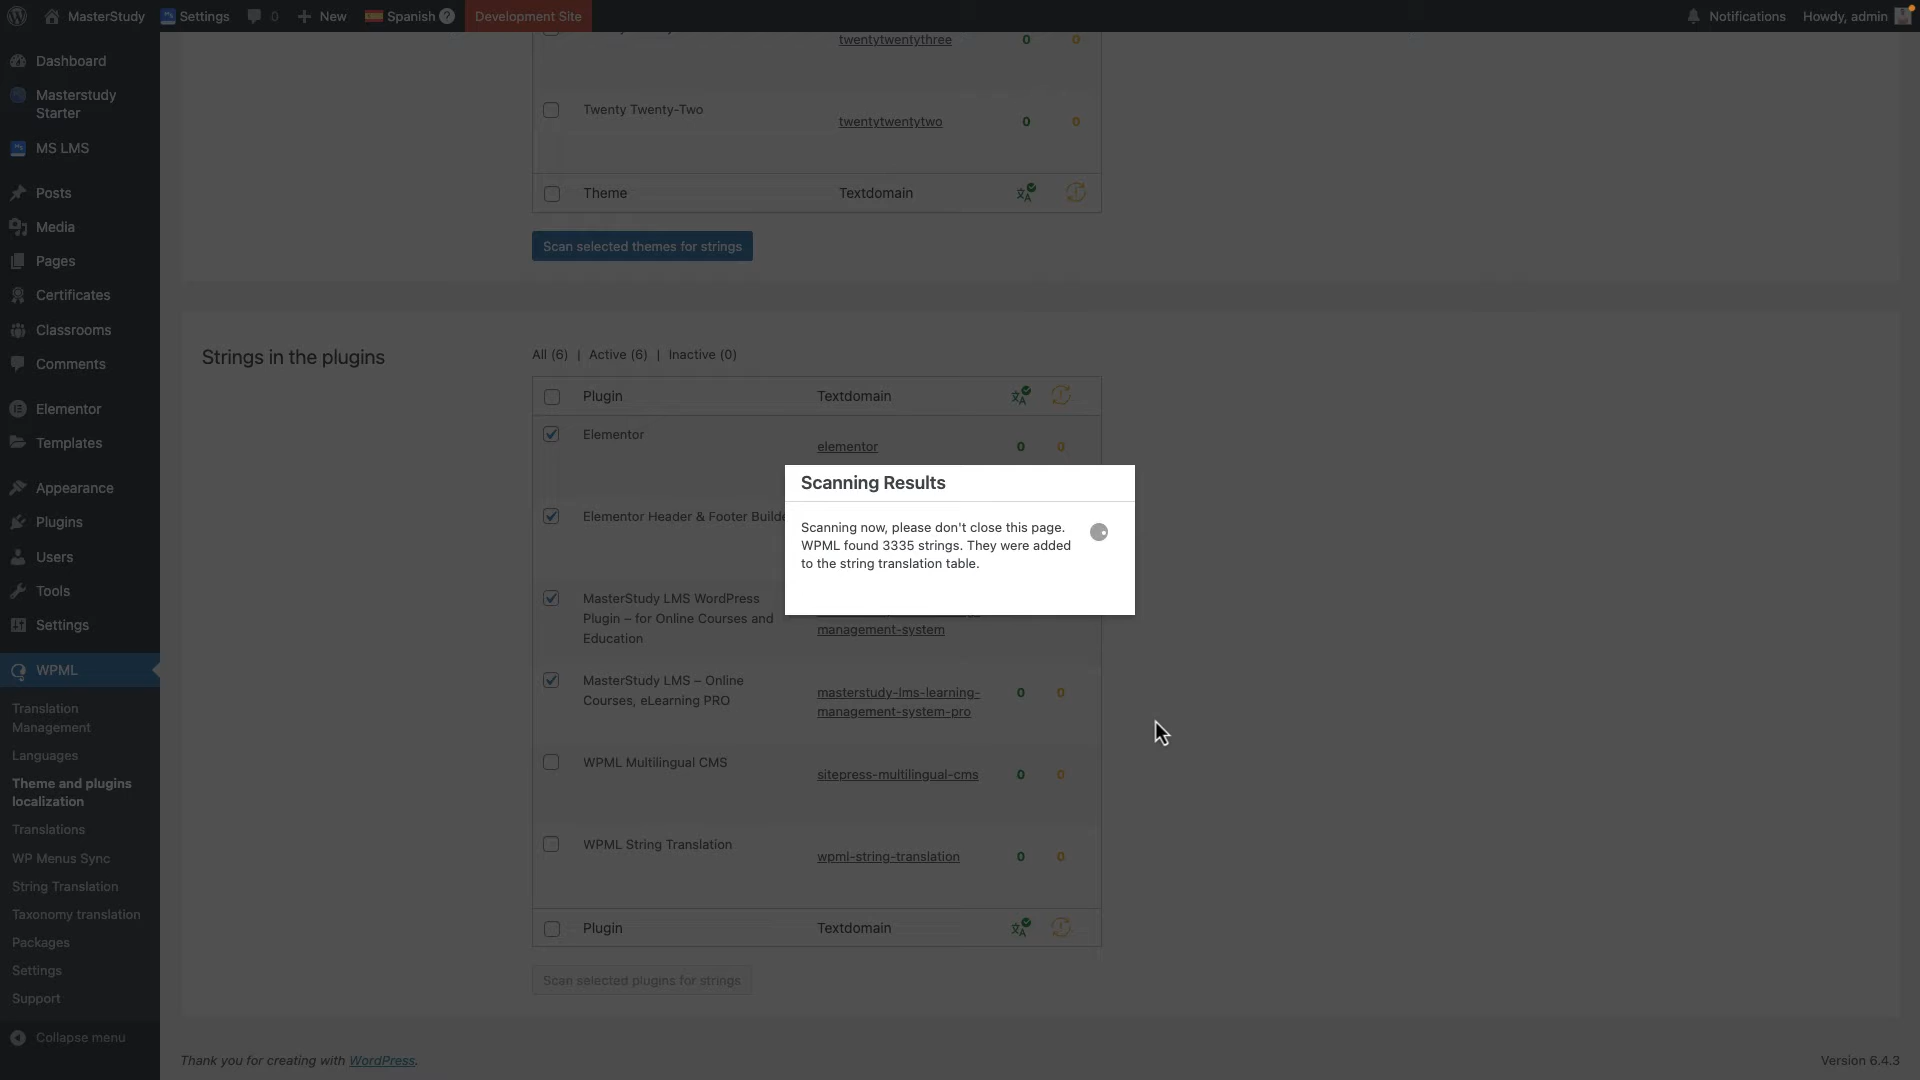 MasterStudy
Settings
0
New
Spanish
Development Site
Notifications
Howdy, admin
Dashboard
Masterstudy
Starter
MS LMS
Posts
Media
Pages
Certificates
Classrooms
Comments
Elementor
Templates
Appearance
Plugins
Users
Tools
Settings
WPML
Translation
Management
Languages
Theme and plugins
localization
Translations
WP Menus Sync
String Translation
Taxonomy translation
Packages
Settings
Support
Collapse menu
twentytwentythree 0 0
Twenty Twenty-Two
twentytwentytwo 0 0
Theme Textdomain
Scan selected themes for strings
Strings in the plugins
All (6) | Active (6) | Inactive (0)
Plugin Textdomain
Elementor
elementor 0 0
Elementor Header & Footer Builde
Scanning Results
Scanning now, please don't close this page.
WPML found 3335 strings. They were added
to the string translation table.
MasterStudy LMS WordPress
Plugin – for Online Courses and
Education
management-system
MasterStudy LMS – Online
Courses, eLearning PRO
masterstudy-lms-learning-
management-system-pro
0 0
WPML Multilingual CMS
sitepress-multilingual-cms 0 0
WPML String Translation
wpml-string-translation 0 0
Plugin Textdomain
Scan selected plugins for strings
Thank you for creating with WordPress.
Version 6.4.3